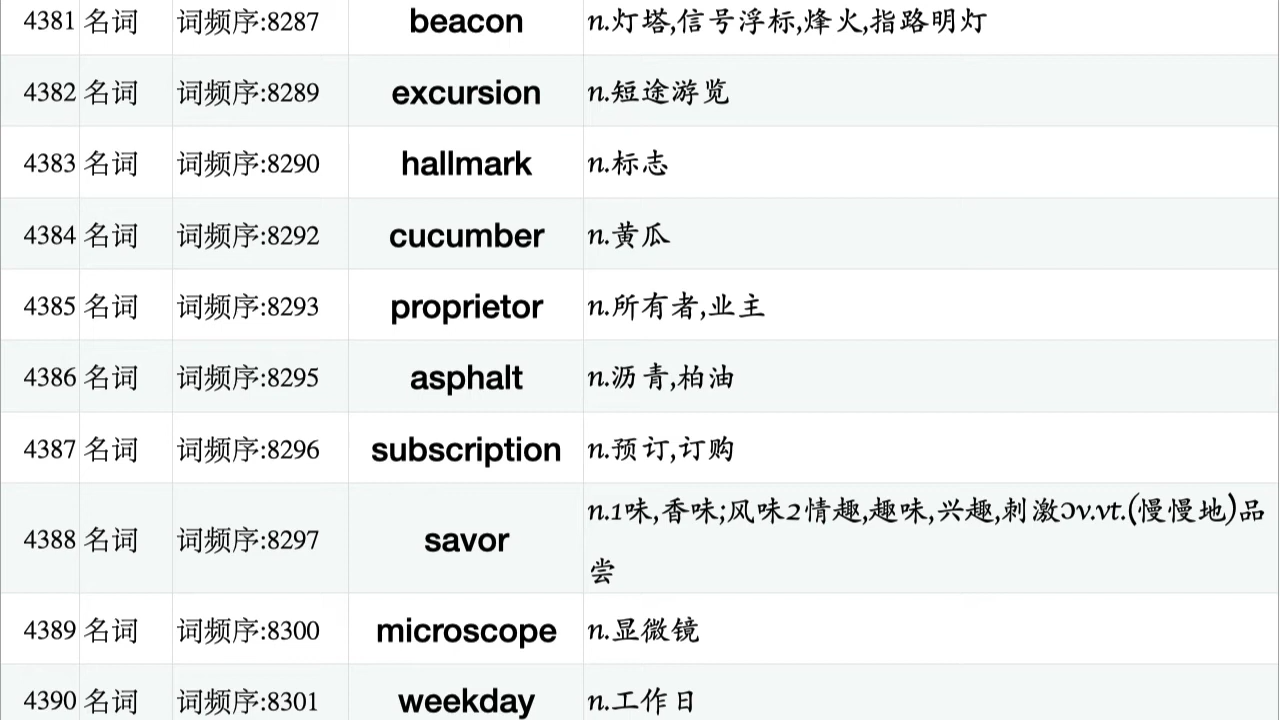 4381 名词 词频序:8287 beacon n.灯塔,信号浮标,烽火,指路明灯
4382 名词 词频序:8289 excursion n.短途游览
4383 名词 词频序:8290 hallmark n.标志
4384 名词 词频序:8292 cucumber n.黄瓜
4385 名词 词频序:8293 proprietor n.所有者,业主
4386 名词 词频序:8295 asphalt n.沥青,柏油
4387 名词 词频序:8296 subscription n.预订,订购
4388 名词 词频序:8297 savor n.1味,香味;风味2情趣,趣味,兴趣,刺激ɔv.vt.(慢慢地)品
尝
4389 名词 词频序:8300 microscope n.显微镜
4390 名词 词频序:8301 weekday n.工作日